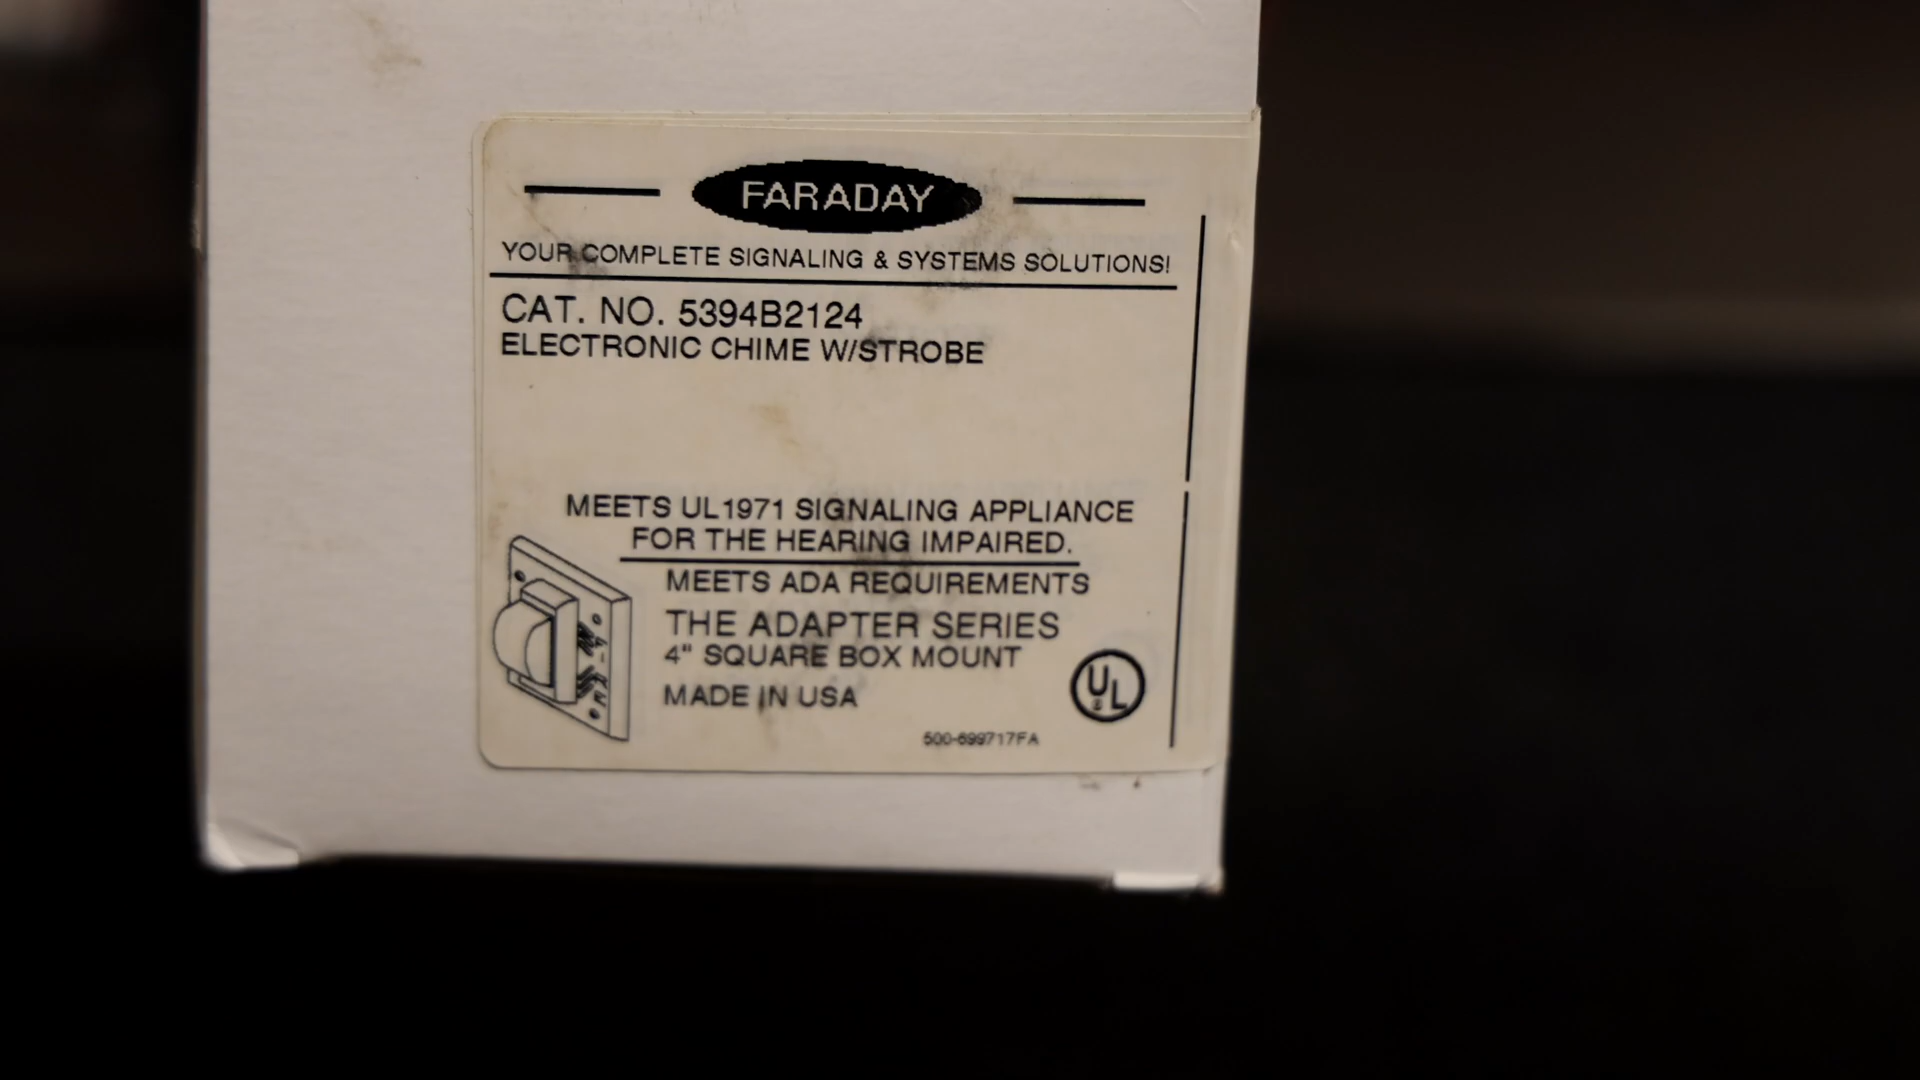 FARADAY
YOUR COMPLETE SIGNALING & SYSTEMS SOLUTIONS!
CAT. NO. 5394B2124
ELECTRONIC CHIME W/STROBE
MEETS UL1971 SIGNALING APPLIANCE
FOR THE HEARING IMPAIRED.
MEETS ADA REQUIREMENTS
THE ADAPTER SERIES
4" SQUARE BOX MOUNT
MADE IN USA
UL
500-699717FA